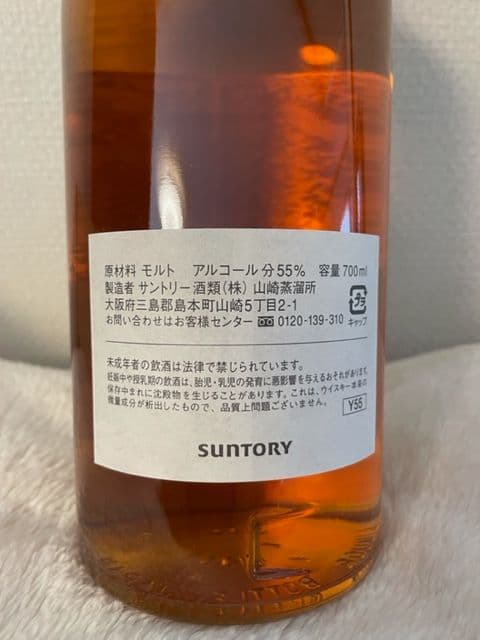 原材料 モルト アルコール分55% 容量700ml
製造者 サントリー酒類(株) 山崎蒸溜所
大阪府三島郡島本町山崎5丁目2-1
お問い合わせはお客様センター 0120-139-310
プラ
キャップ
未成年者の飲酒は法律で禁じられています。
妊娠中や授乳期の飲酒は、胎児・乳児の発育に悪影響を与えるおそれがあります。
保存中まれに沈殿物を生じることがあります。これは、ウイスキー本来の
微量成分が析出したもので、品質上問題ございません。
Y55
SUNTORY